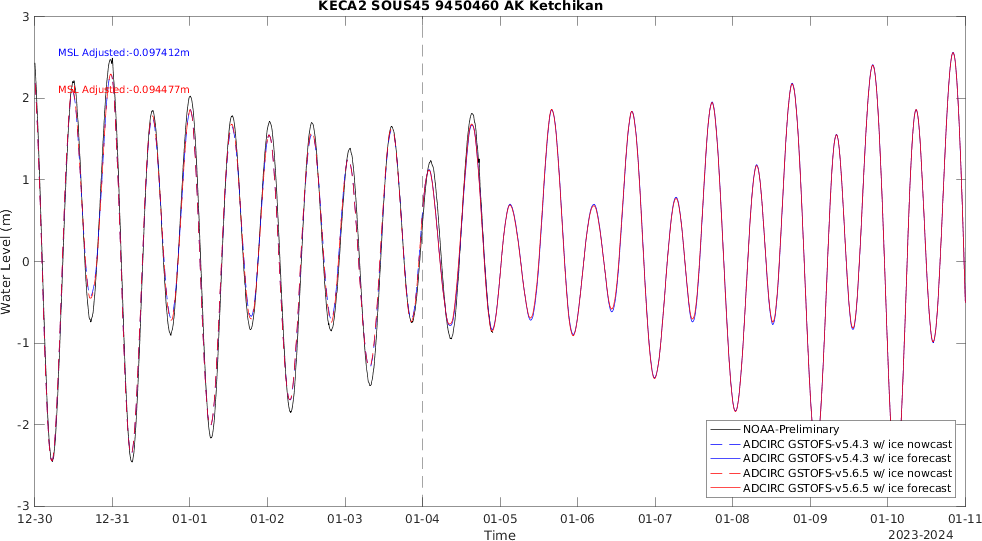 KECA2 SOUS45 9450460 AK Ketchikan
3
2
1
0
-1
-2
-3
Water Level (m)
MSL Adjusted:-0.097412m
MSL Adjusted:-0.094477m
NOAA-Preliminary
ADCIRC GSTOFS-v5.4.3 w/ ice nowcast
ADCIRC GSTOFS-v5.4.3 w/ ice forecast
ADCIRC GSTOFS-v5.6.5 w/ ice nowcast
ADCIRC GSTOFS-v5.6.5 w/ ice forecast
12-30 12-31 01-01 01-02 01-03 01-04 01-05 01-06 01-07 01-08 01-09 01-10 01-11
Time
2023-2024